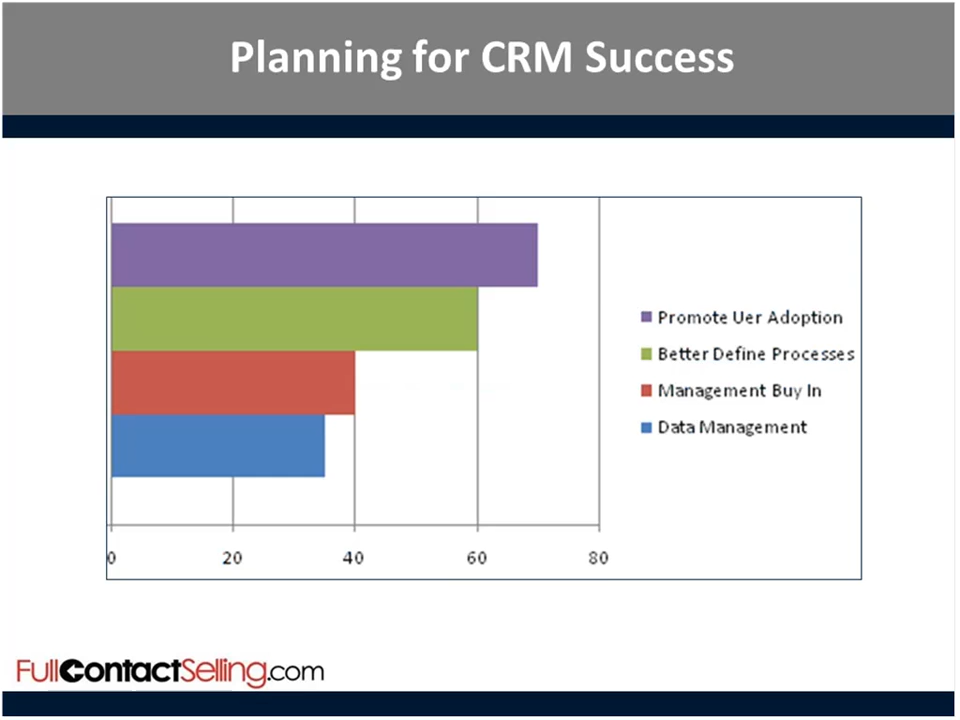 Planning for CRM Success
Promote Uer Adoption
Better Define Processes
Management Buy In
Data Management
0 20 40 60 80
FullContactSelling.com